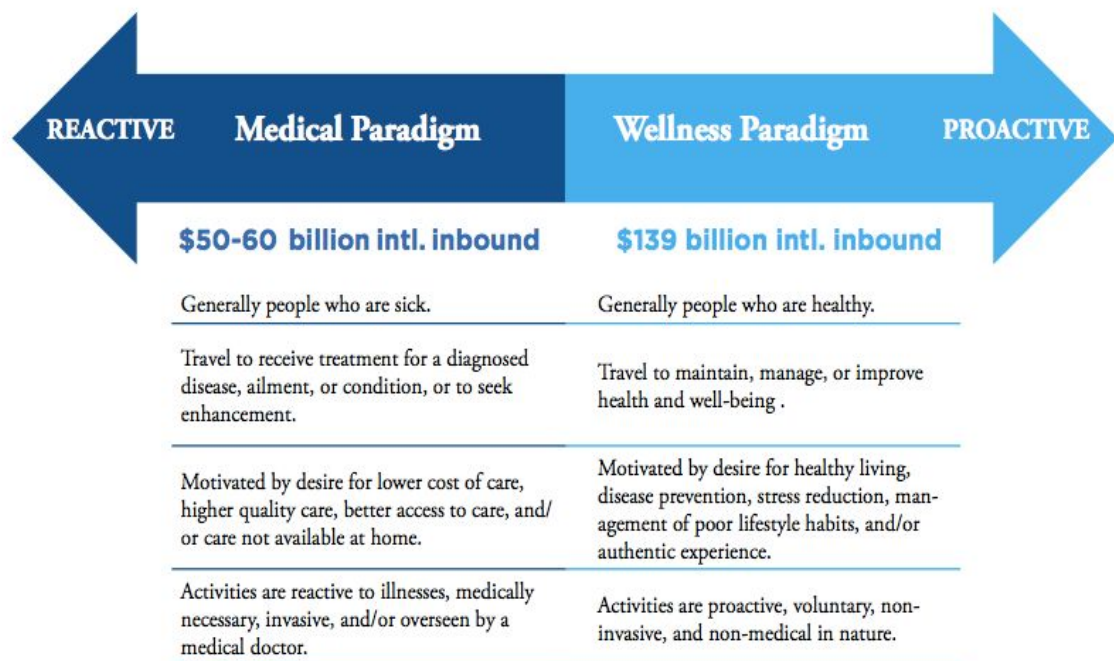 REACTIVE Medical Paradigm Wellness Paradigm PROACTIVE
$50-60 billion intl. inbound
$139 billion intl. inbound
Generally people who are sick.
Generally people who are healthy.
Travel to receive treatment for a diagnosed
disease, ailment, or condition, or to seek
enhancement.
Travel to maintain, manage, or improve
health and well-being .
Motivated by desire for lower cost of care,
higher quality care, better access to care, and/
or care not available at home.
Motivated by desire for healthy living,
disease prevention, stress reduction, man-
agement of poor lifestyle habits, and/or
authentic experience.
Activities are reactive to illnesses, medically
necessary, invasive, and/or overseen by a
medical doctor.
Activities are proactive, voluntary, non-
invasive, and non-medical in nature.